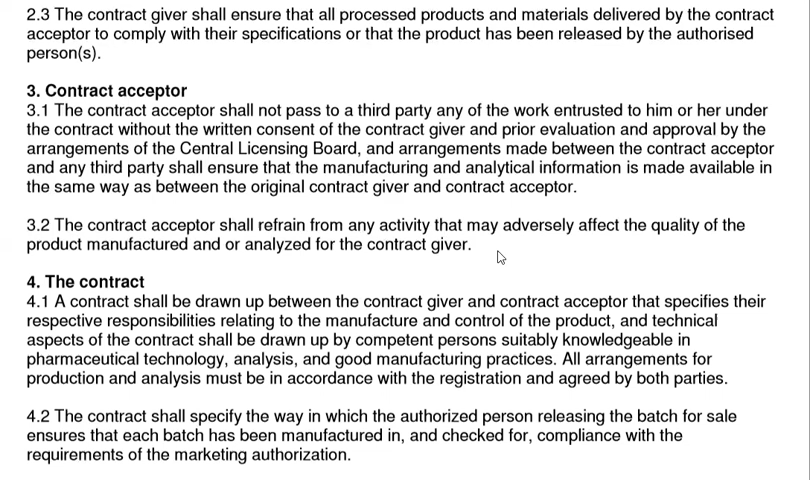 2.3 The contract giver shall ensure that all processed products and materials delivered by the contract
acceptor to comply with their specifications or that the product has been released by the authorised
person(s).
3. Contract acceptor
3.1 The contract acceptor shall not pass to a third party any of the work entrusted to him or her under
the contract without the written consent of the contract giver and prior evaluation and approval by the
arrangements of the Central Licensing Board, and arrangements made between the contract acceptor
and any third party shall ensure that the manufacturing and analytical information is made available in
the same way as between the original contract giver and contract acceptor.
3.2 The contract acceptor shall refrain from any activity that may adversely affect the quality of the
product manufactured and or analyzed for the contract giver.
4. The contract
4.1 A contract shall be drawn up between the contract giver and contract acceptor that specifies their
respective responsibilities relating to the manufacture and control of the product, and technical
aspects of the contract shall be drawn up by competent persons suitably knowledgeable in
pharmaceutical technology, analysis, and good manufacturing practices. All arrangements for
production and analysis must be in accordance with the registration and agreed by both parties.
4.2 The contract shall specify the way in which the authorized person releasing the batch for sale
ensures that each batch has been manufactured in, and checked for, compliance with the
requirements of the marketing authorization.